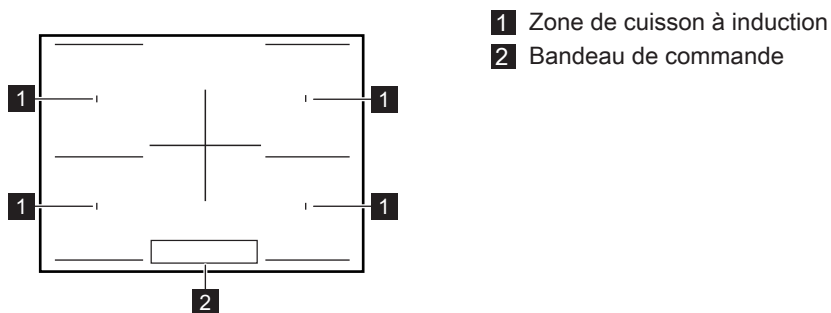 1 Zone de cuisson à induction
2 Bandeau de commande
1 1
1 1
2